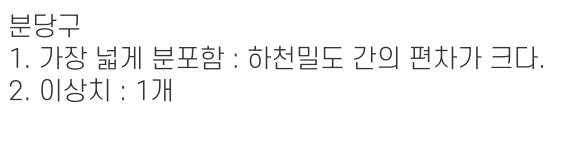 분당구
1. 가장 넓게 분포함 : 하천밀도 간의 편차가 크다.
2. 이상치 : 1개